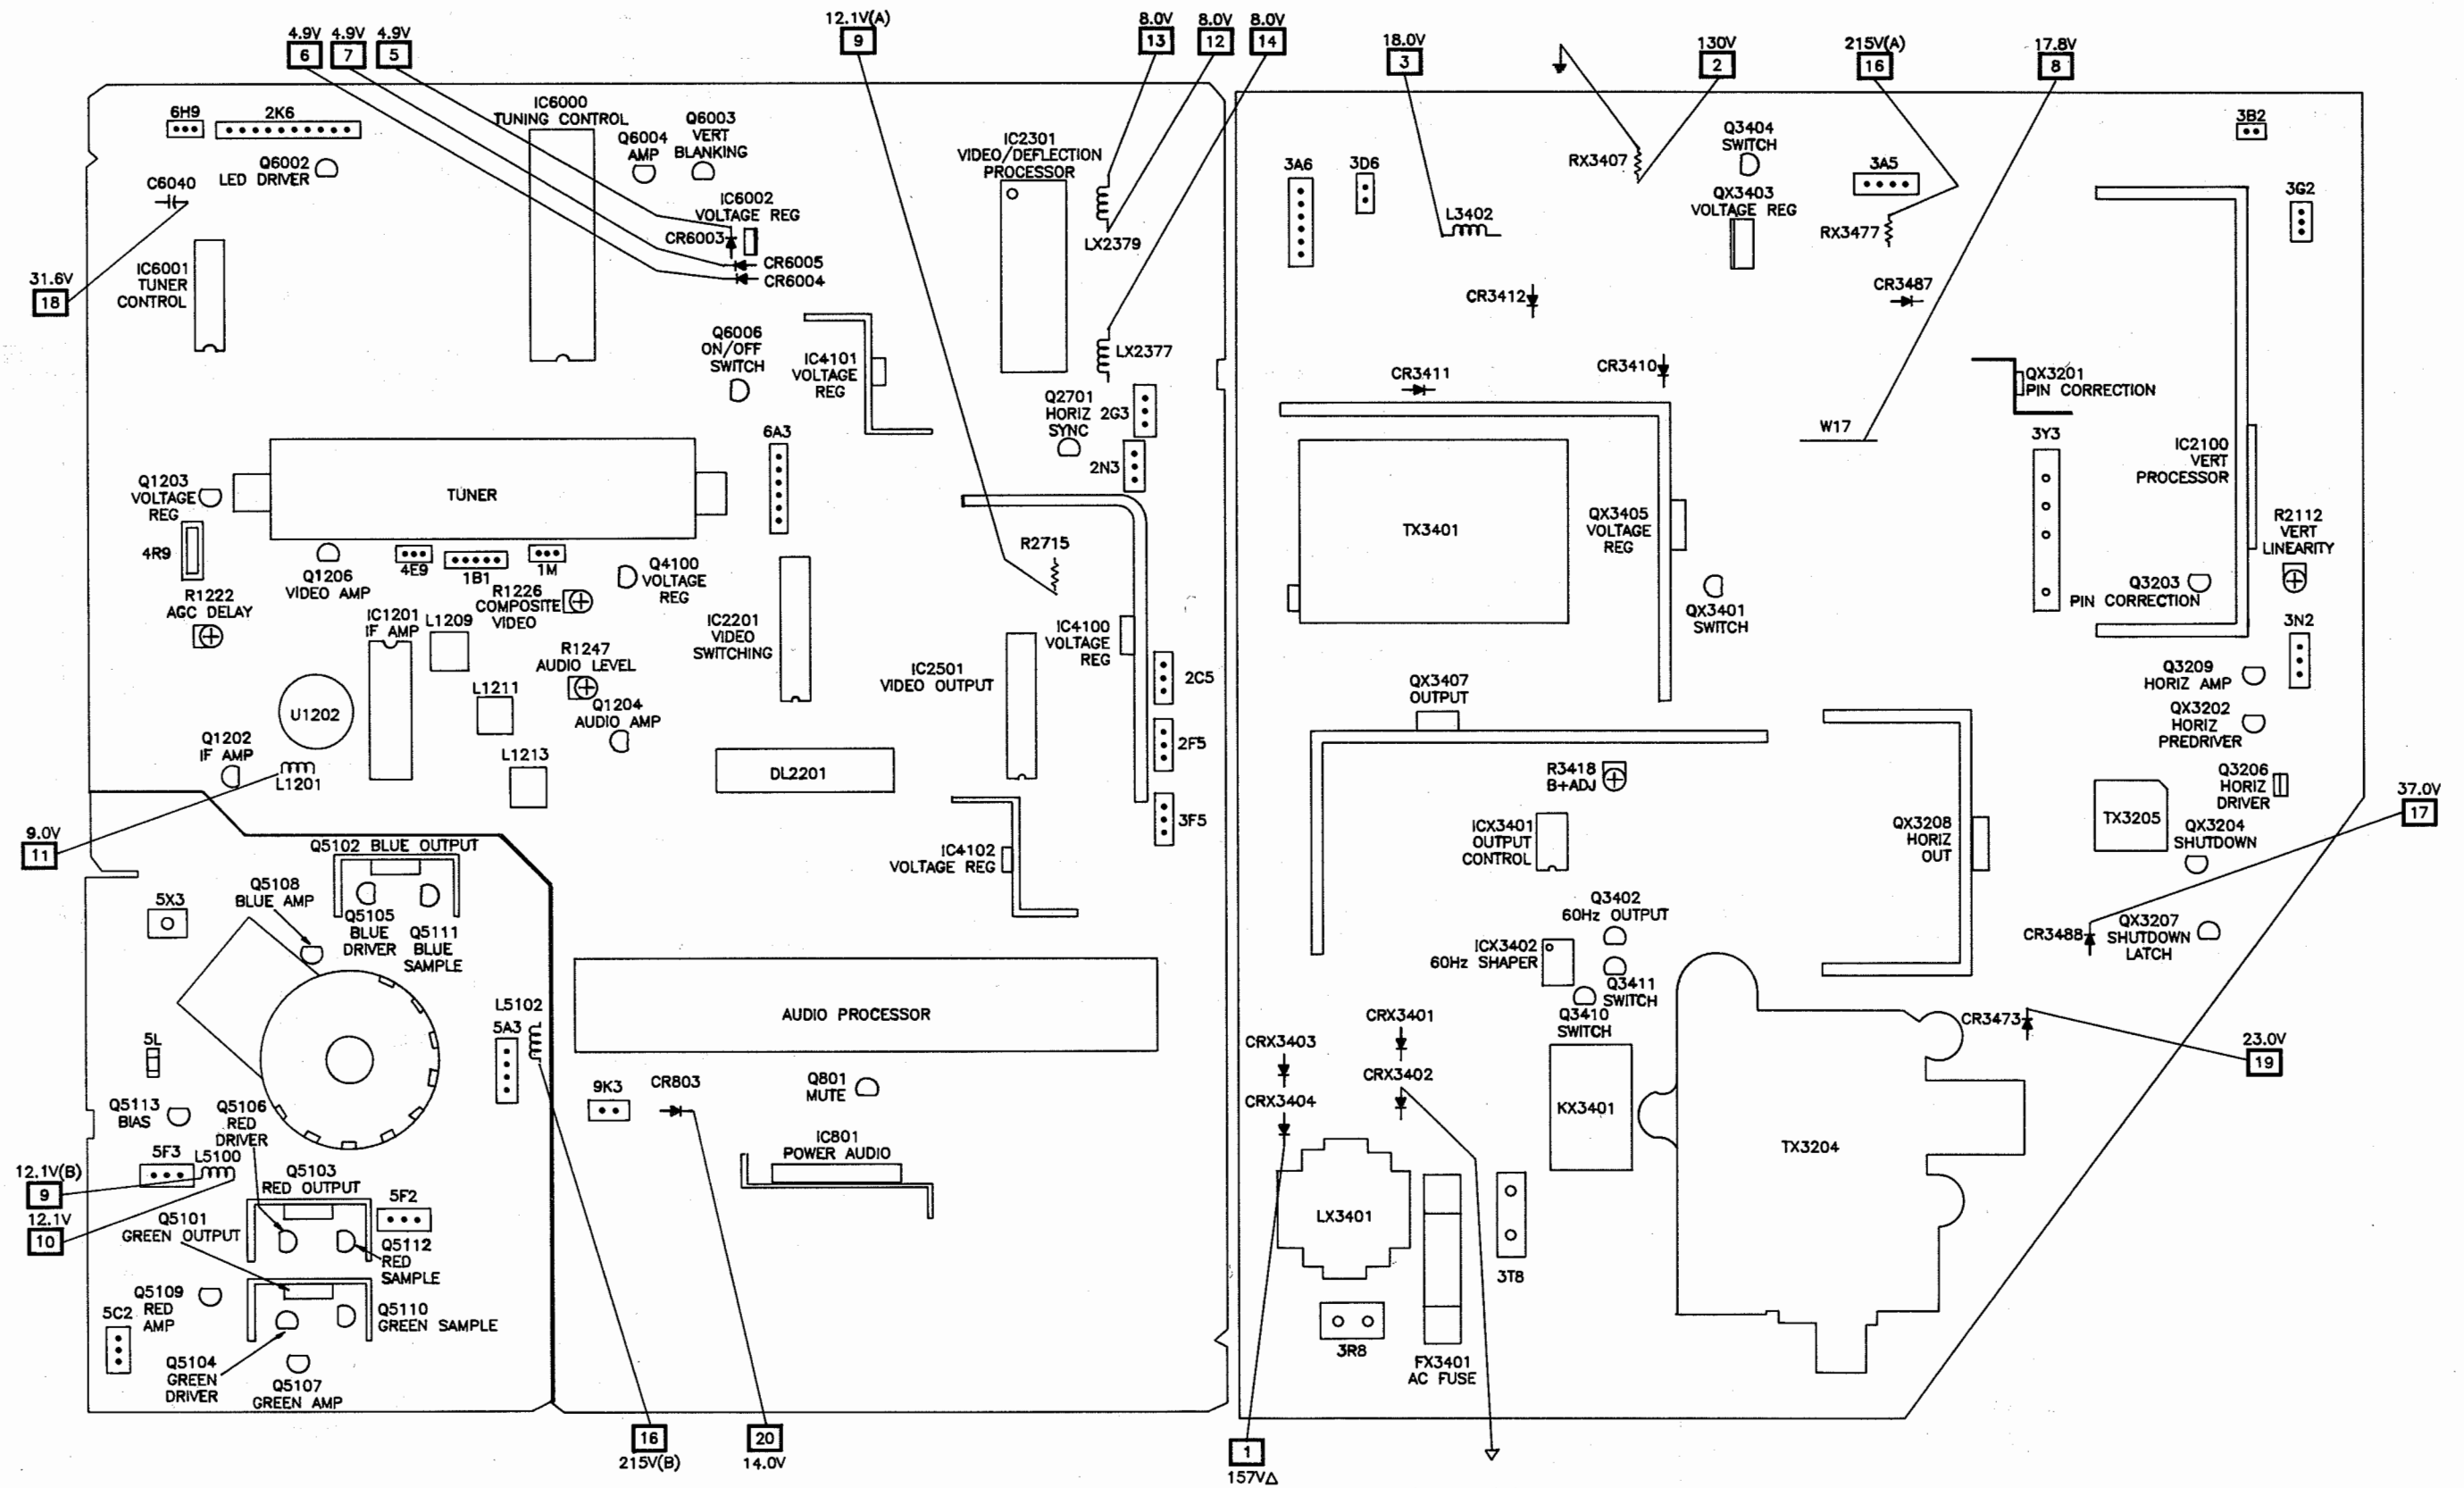 4.9V 4.9V 4.9V
6 7 5
12.1V(A)
9
8.0V 8.0V 8.0V
13 12 14
18.0V
3
130V
2
215V(A)
16
17.8V
8
6H9
2K6
IC6000
TUNING CONTROL
Q6004
AMP
Q6003
VERT
BLANKING
Q6002
LED DRIVER
C6040
IC6002
VOLTAGE REG
CR6003
CR6005
CR6004
31.6V
18
IC6001
TUNER
CONTROL
IC2301
VIDEO/DEFLECTION
PROCESSOR
LX2379
LX2377
Q6006
ON/OFF
SWITCH
IC4101
VOLTAGE
REG
Q2701
HORIZ
SYNC
2G3
2N3
6A3
Q1203
VOLTAGE
REG
TUNER
4R9
Q1206
VIDEO AMP
4E9
1B1
1M
Q4100
VOLTAGE
REG
R2715
R1222
AGC DELAY
R1226
COMPOSITE
VIDEO
IC1201
IF AMP
L1209
IC2201
VIDEO
SWITCHING
IC4100
VOLTAGE
REG
R1247
AUDIO LEVEL
IC2501
VIDEO OUTPUT
2C5
L1211
Q1204
AUDIO AMP
U1202
Q1202
IF AMP
L1201
L1213
DL2201
2F5
3F5
9.0V
11
IC4102
VOLTAGE REG
Q5102 BLUE OUTPUT
Q5108
BLUE AMP
5X3
Q5105
BLUE
DRIVER
Q5111
BLUE
SAMPLE
L5102
5A3
AUDIO PROCESSOR
5L
9K3
CR803
Q801
MUTE
Q5113
BIAS
Q5106
RED
DRIVER
IC801
POWER AUDIO
5F3
L5100
12.1V(B)
9
12.1V
10
Q5103
RED OUTPUT
5F2
Q5101
GREEN OUTPUT
Q5112
RED
SAMPLE
Q5109
RED
AMP
Q5110
GREEN SAMPLE
5C2
Q5104
GREEN
DRIVER
Q5107
GREEN AMP
16
215V(B)
20
14.0V
3A6
3D6
RX3407
Q3404
SWITCH
3A5
3B2
3G2
QX3403
VOLTAGE REG
L3402
RX3477
CR3412
CR3487
CR3411
CR3410
QX3201
PIN CORRECTION
W17
3Y3
IC2100
VERT
PROCESSOR
TX3401
QX3405
VOLTAGE
REG
R2112
VERT
LINEARITY
QX3401
SWITCH
Q3203
PIN CORRECTION
3N2
QX3407
OUTPUT
Q3209
HORIZ AMP
QX3202
HORIZ
PREDRIVER
R3418
B+ADJ
Q3206
HORIZ
DRIVER
37.0V
17
ICX3401
OUTPUT
CONTROL
QX3208
HORIZ
OUT
TX3205
QX3204
SHUTDOWN
Q3402
60Hz OUTPUT
ICX3402
60Hz SHAPER
Q3411
SWITCH
Q3410
SWITCH
CR3488
QX3207
SHUTDOWN
LATCH
CR3473
23.0V
19
CRX3401
CRX3403
CRX3402
CRX3404
KX3401
TX3204
LX3401
3T8
3R8
FX3401
AC FUSE
1
157V△